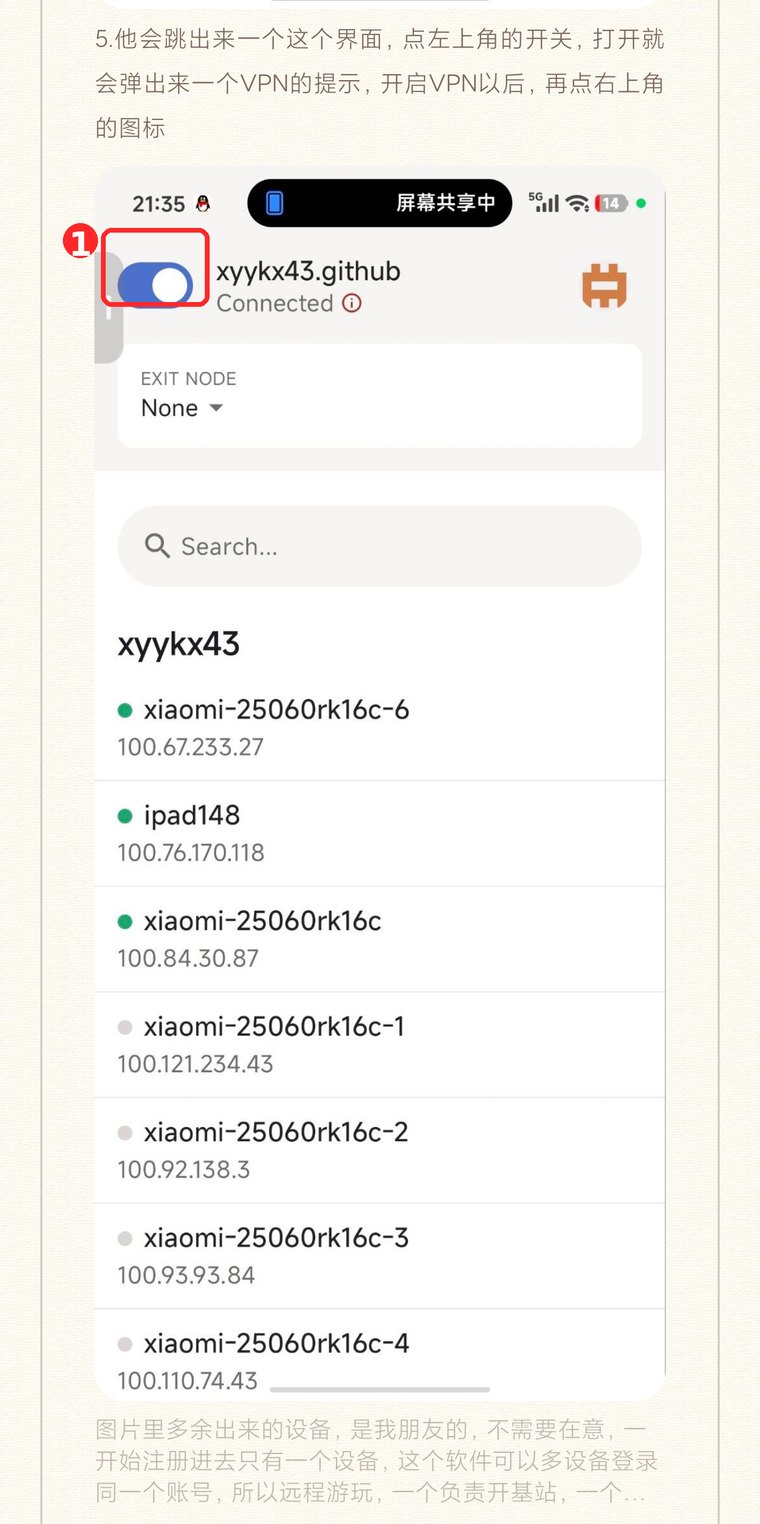 5.他会跳出来一个这个界面，点左上角的开关，打开就
会弹出来一个VPN的提示，开启VPN以后，再点右上角
的图标
21:35
屏幕共享中
5G
14
1
xyykx43.github
Connected
EXIT NODE
None
Search...
xyykx43
xiaomi-25060rk16c-6
100.67.233.27
ipad148
100.76.170.118
xiaomi-25060rk16c
100.84.30.87
xiaomi-25060rk16c-1
100.121.234.43
xiaomi-25060rk16c-2
100.92.138.3
xiaomi-25060rk16c-3
100.93.93.84
xiaomi-25060rk16c-4
100.110.74.43
图片里多余出来的设备，是我朋友的，不需要在意，一
开始注册进去只有一个设备，这个软件可以多设备登录
同一个账号，所以远程游玩，一个负责开基站，一个...